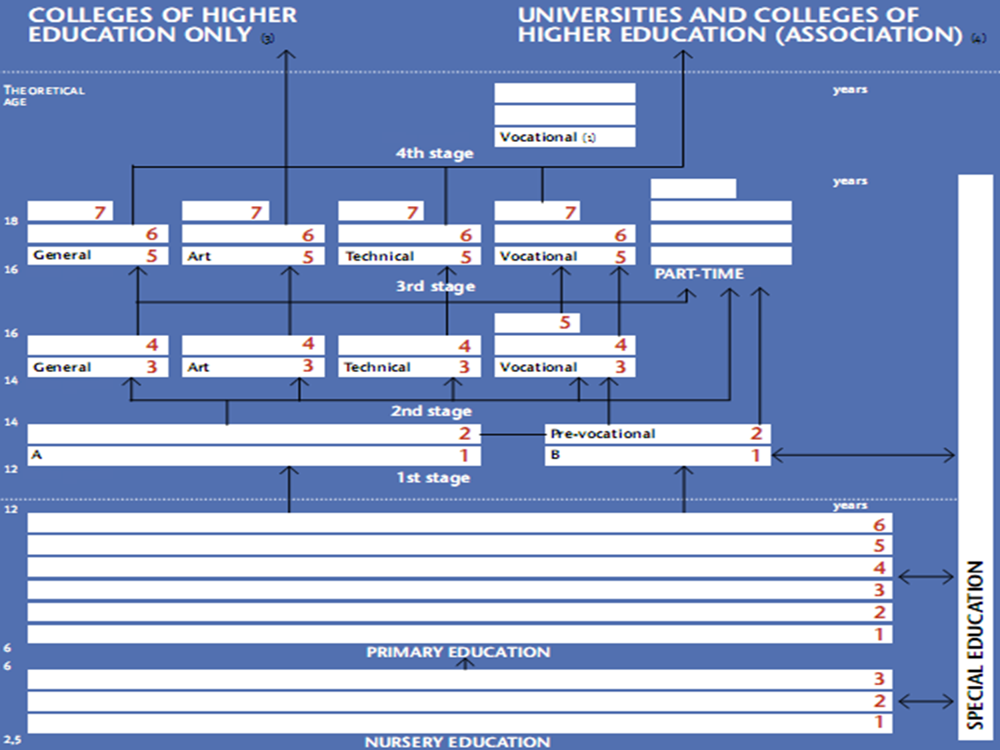 COLLEGES OF HIGHER
EDUCATION ONLY (3)
UNIVERSITIES AND COLLEGES OF
HIGHER EDUCATION (ASSOCIATION) (4)
THEORETICAL
AGE
years
Vocational (1)
4th stage
years
7 7 7 7
18
6 6 6 6
General 5 Art 5 Technical 5 Vocational 5
16
PART-TIME
3rd stage
5
16
4 4 4 4
General 3 Art 3 Technical 3 Vocational 3
14
2nd stage
14
2 Pre-vocational 2
A 1 B 1
12
1st stage
12
years
6
5
4
3
2
1
6
PRIMARY EDUCATION
6
3
2
1
2,5
NURSERY EDUCATION
SPECIAL EDUCATION